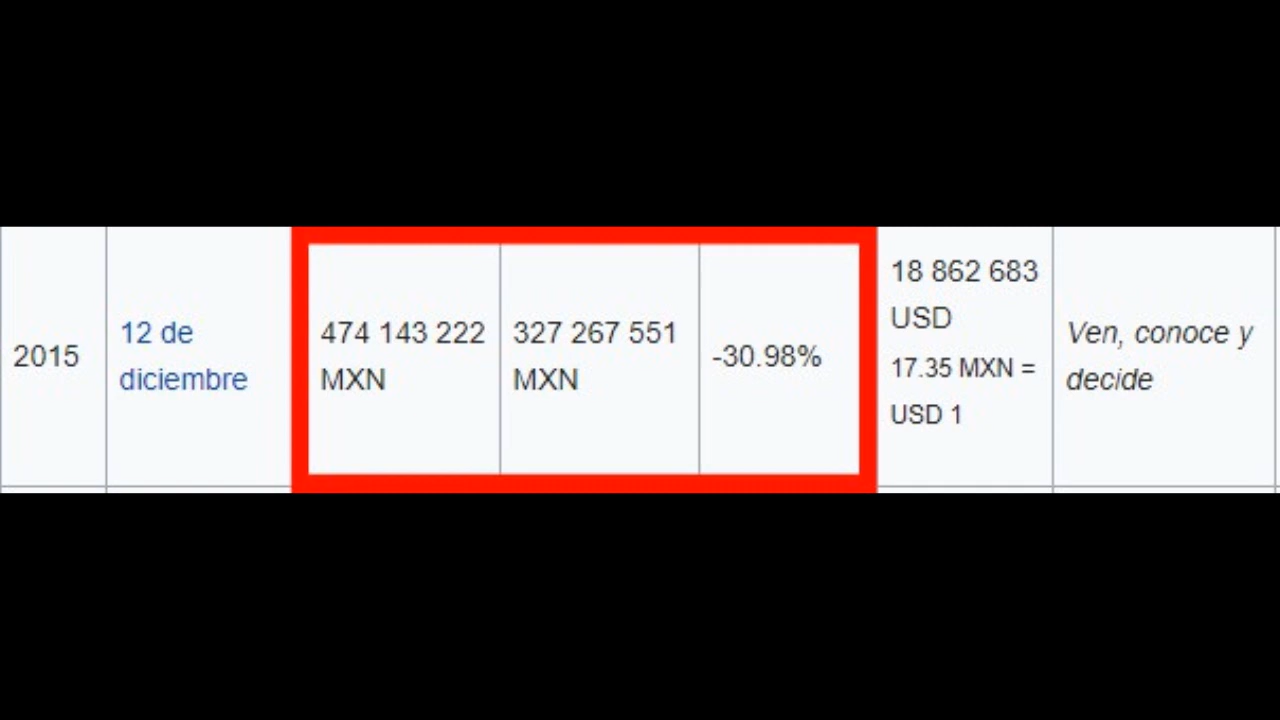 2015
12 de
diciembre
474 143 222
MXN
327 267 551
MXN
-30.98%
18 862 683
USD
17.35 MXN =
USD 1
Ven, conoce y
decide